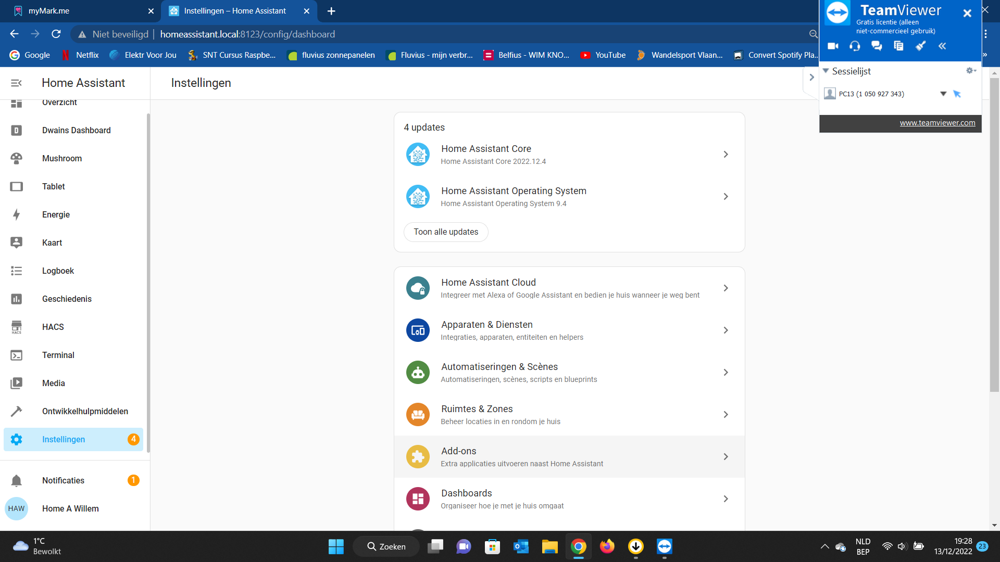 myMark.me
Instellingen – Home Assistant
Niet beveiligd
homeassistant.local:8123/config/dashboard
Google
Netflix
Elektr Voor Jou
SNT Cursus Raspbe...
fluvius zonnepanelen
Fluvius - mijn verbr...
Belfius - WIM KNO...
YouTube
Wandelsport Vlaan...
Convert Spotify Pla...
TeamViewer
Gratis licentie (alleen
niet-commercieel gebruik)
Sessielijst
PC13 (1 050 927 343)
www.teamviewer.com
Home Assistant
Overzicht
D
Dwains Dashboard
Mushroom
Tablet
Energie
Kaart
Logboek
Geschiedenis
HACS
HACS
Terminal
Media
Ontwikkelhulpmiddelen
Instellingen
4
Notificaties
1
HAW
Home A Willem
Instellingen
4 updates
Home Assistant Core
Home Assistant Core 2022.12.4
Home Assistant Operating System
Home Assistant Operating System 9.4
Toon alle updates
Home Assistant Cloud
Integreer met Alexa of Google Assistant en bedien je huis wanneer je weg bent
Apparaten & Diensten
Integraties, apparaten, entiteiten en helpers
Automatiseringen & Scènes
Automatiseringen, scènes, scripts en blueprints
Ruimtes & Zones
Beheer locaties in en rondom je huis
Add-ons
Extra applicaties uitvoeren naast Home Assistant
Dashboards
Organiseer hoe je met je huis omgaat
1°C
Bewolkt
Zoeken
NLD
BEP
19:28
13/12/2022
23